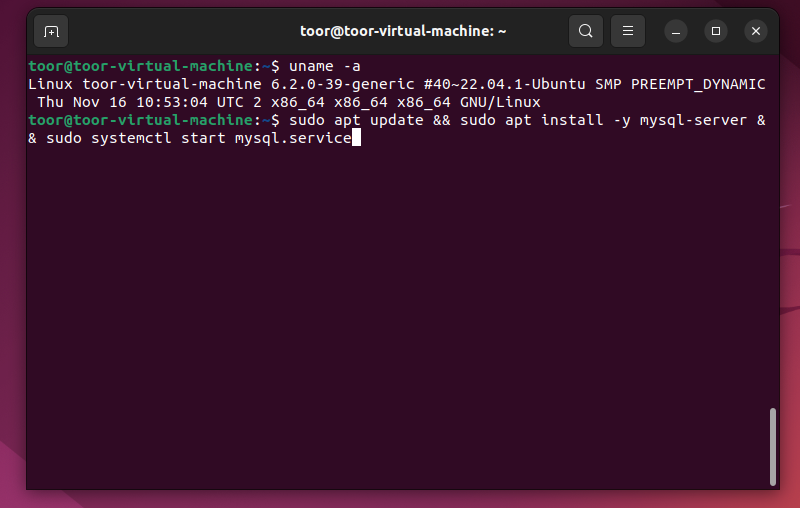 toor@toor-virtual-machine: ~
toor@toor-virtual-machine:~$ uname -a
Linux toor-virtual-machine 6.2.0-39-generic #40~22.04.1-Ubuntu SMP PREEMPT_DYNAMIC
 Thu Nov 16 10:53:04 UTC 2 x86_64 x86_64 x86_64 GNU/Linux
toor@toor-virtual-machine:~$ sudo apt update && sudo apt install -y mysql-server &
& sudo systemctl start mysql.service